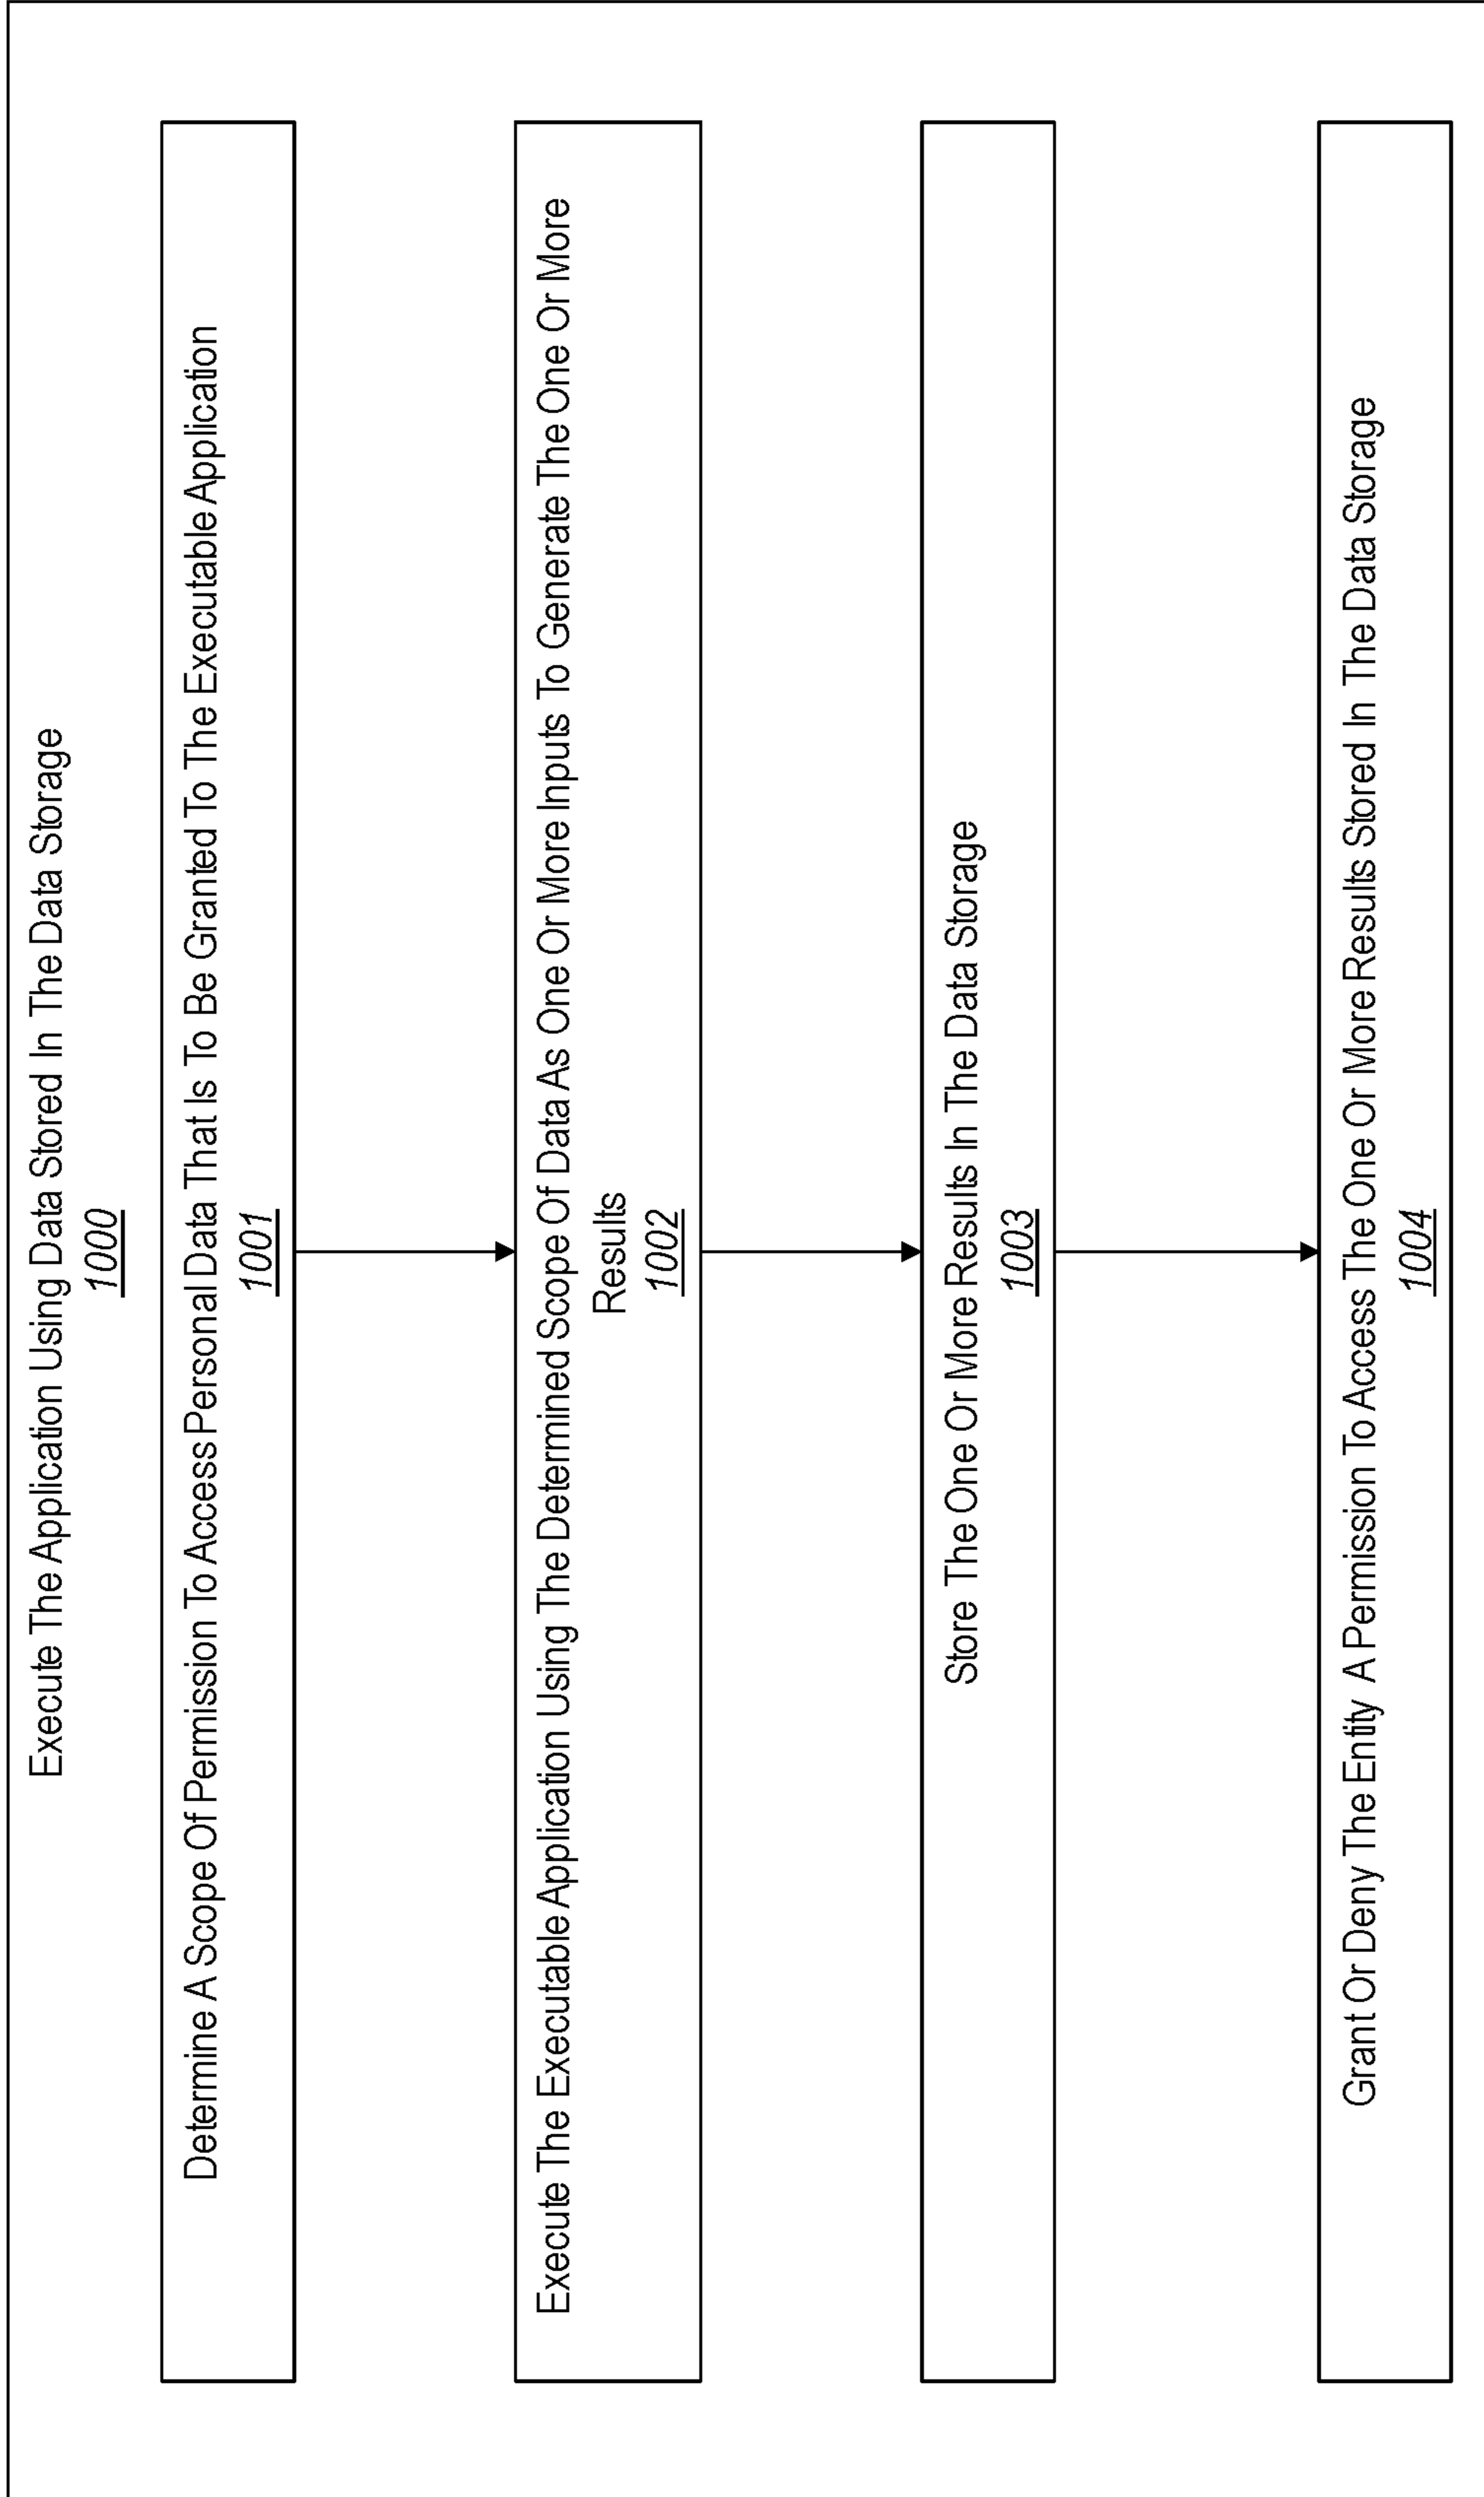 Execute The Application Using Data Stored In The Data Storage
1000
Determine A Scope Of Permission To Access Personal Data That Is To Be Granted To The Executable Application
1001
Execute The Executable Application Using The Determined Scope Of Data As One Or More Inputs To Generate The One Or More
Results
1002
Store The One Or More Results In The Data Storage
1003
Grant Or Deny The Entity A Permission To Access The One Or More Results Stored In The Data Storage
1004